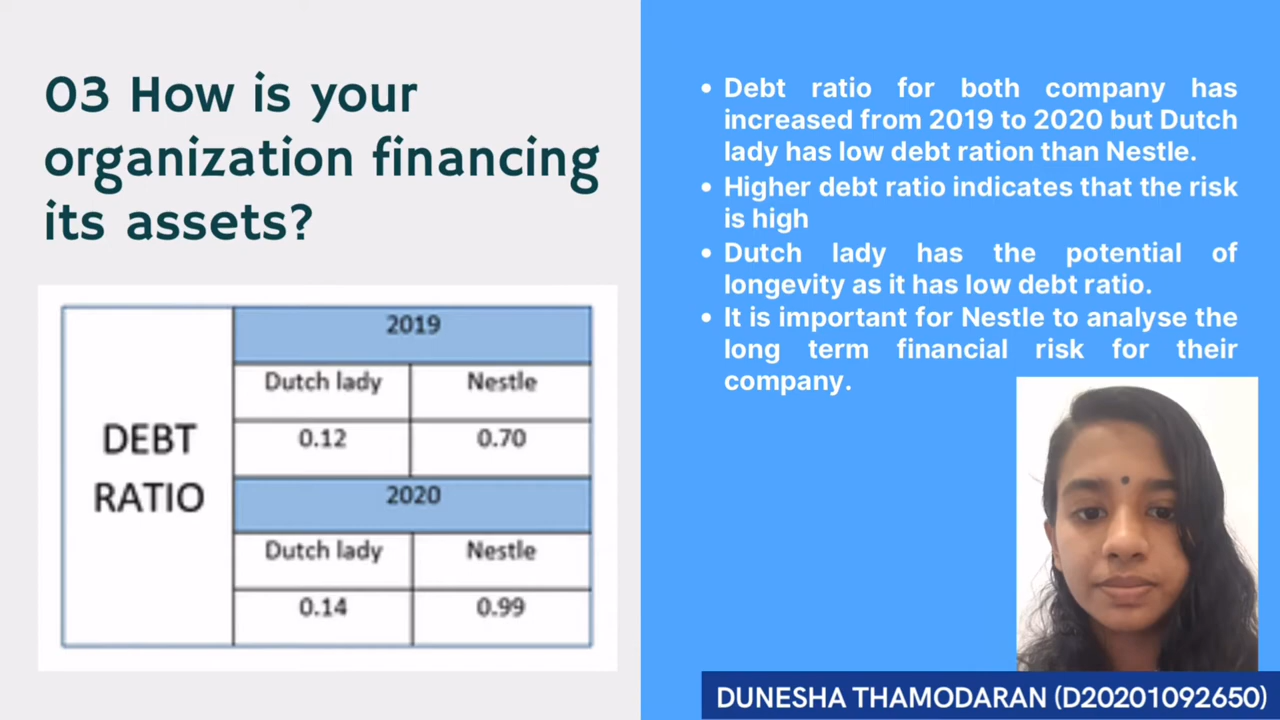 03 How is your
organization financing
its assets?
DEBT
RATIO
2019
Dutch lady Nestle
0.12 0.70
2020
Dutch lady Nestle
0.14 0.99
• Debt ratio for both company has
increased from 2019 to 2020 but Dutch
lady has low debt ration than Nestle.
• Higher debt ratio indicates that the risk
is high
• Dutch lady has the potential of
longevity as it has low debt ratio.
• It is important for Nestle to analyse the
long term financial risk for their
company.
DUNESHA THAMODARAN (D20201092650)